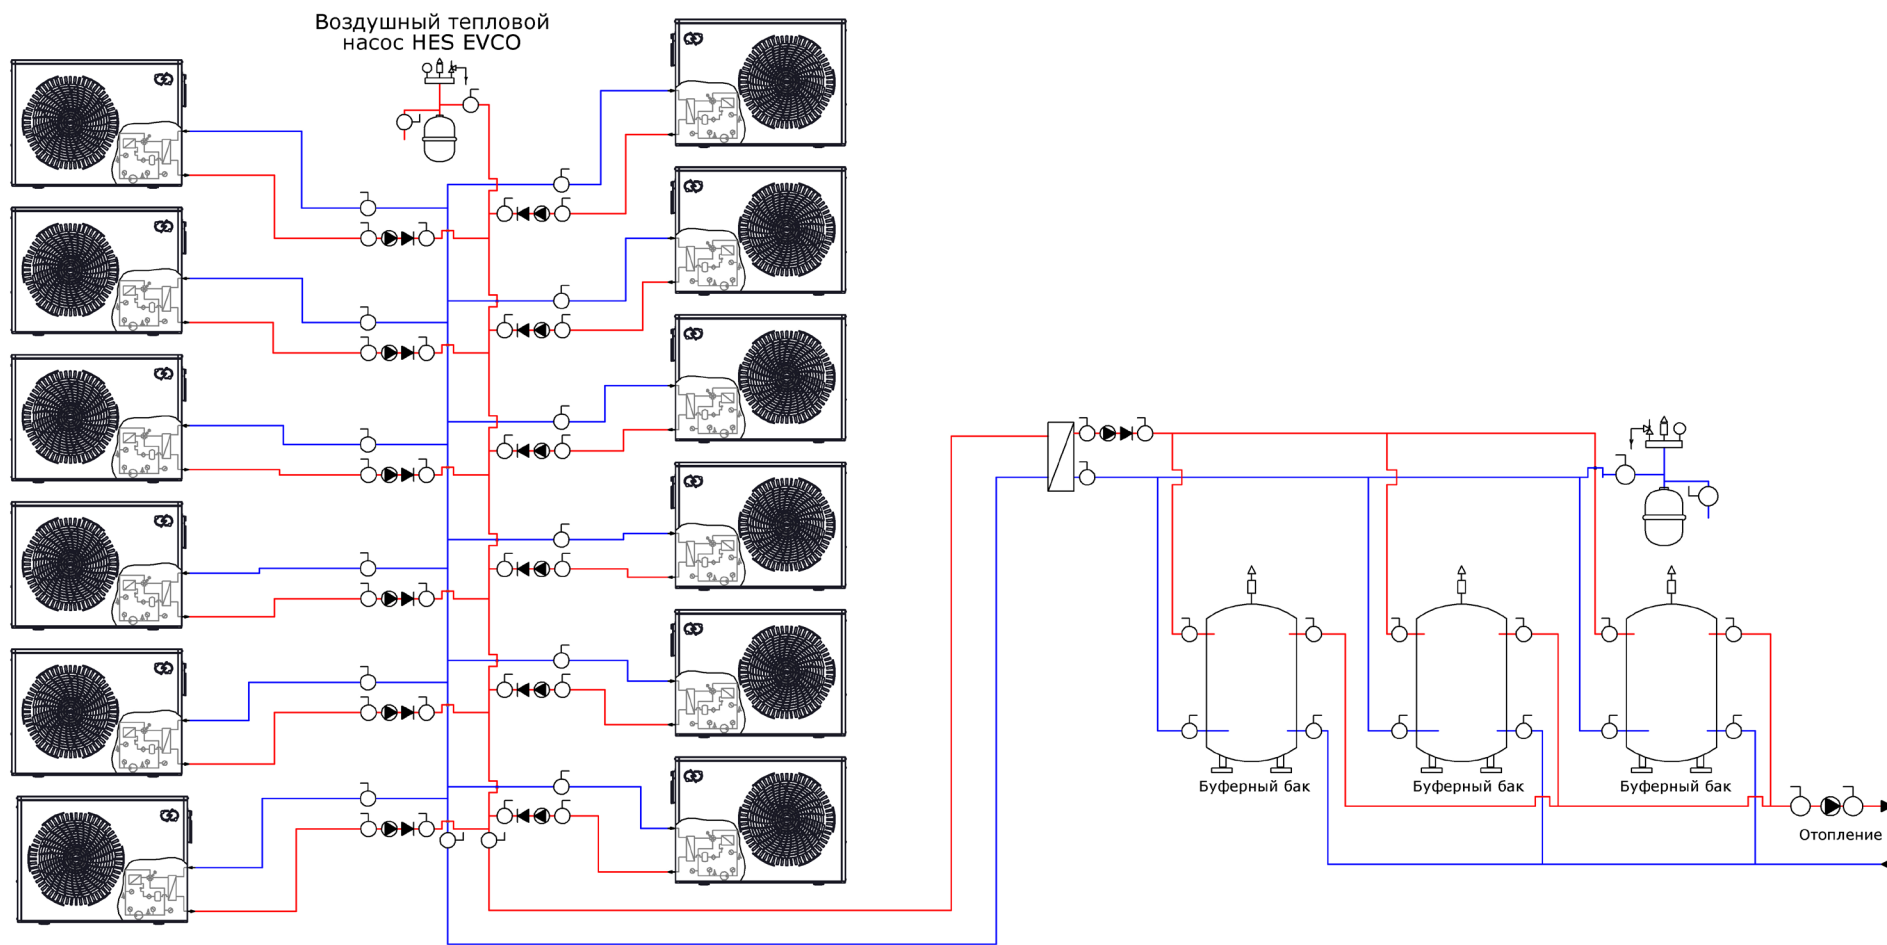 Воздушный тепловой
насос HES EVCO
Буферный бак
Буферный бак
Буферный бак
Отопление